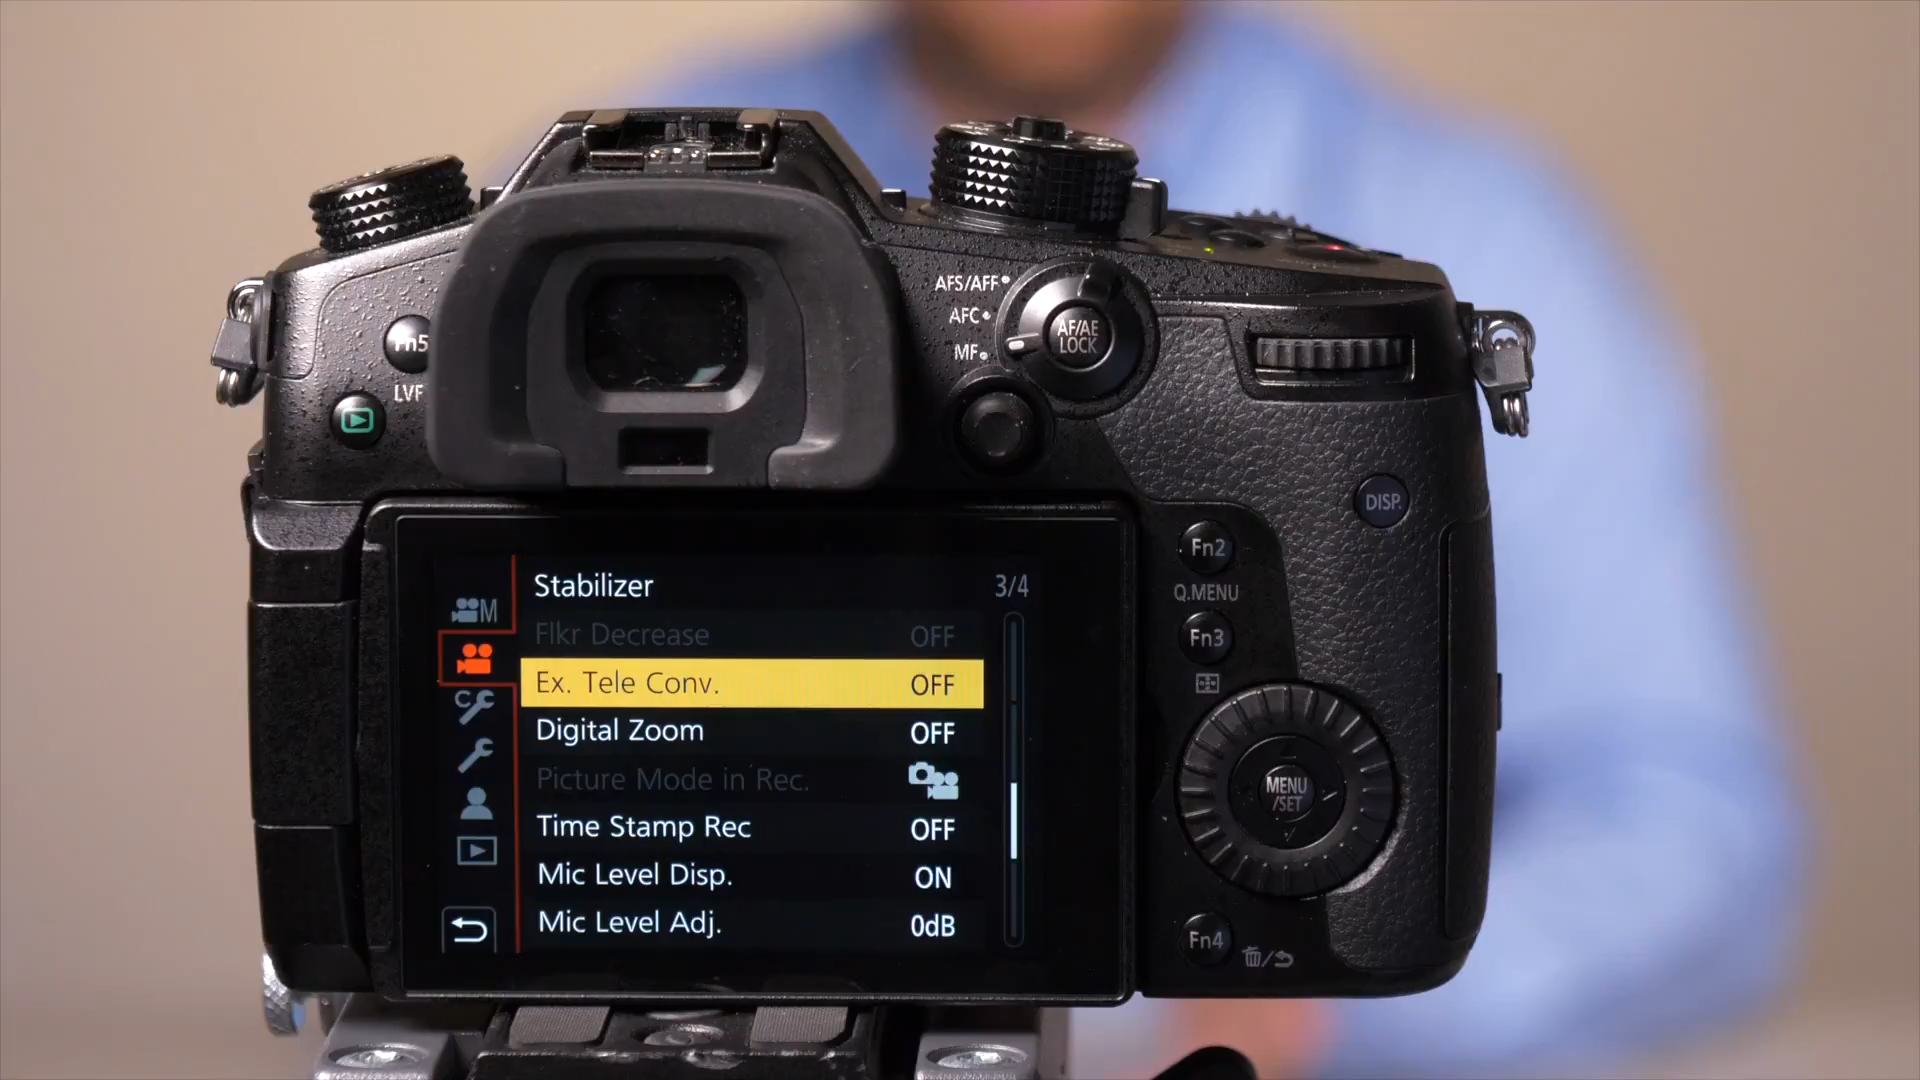 AFS/AFF
AFC
MF
AF/AE
LOCK
Fn5
LVF
DISP.
Fn2
Q.MENU
Fn3
MENU
/SET
Fn4
Stabilizer 3/4
Flkr Decrease OFF
Ex. Tele Conv. OFF
Digital Zoom OFF
Picture Mode in Rec.
Time Stamp Rec OFF
Mic Level Disp. ON
Mic Level Adj. 0dB
M
C